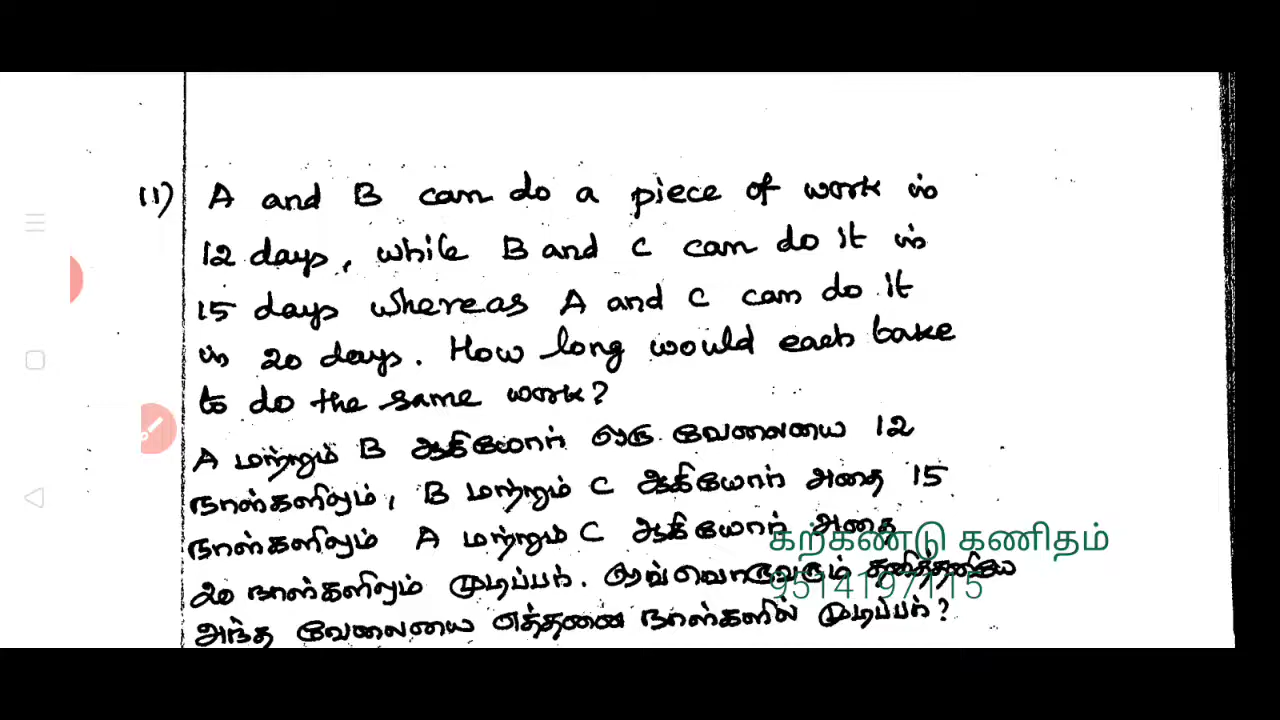 11) A and B can do a piece of work in
12 days, while B and C can do it in
15 days whereas A and C can do it
in 20 days. How long would each take
to do the same work?
A மற்றும் B ஆகியோர் ஒரு வேலையை 12
நாள்களிலும், B மற்றும் C ஆகியோர் அதை 15
நாள்களிலும் A மற்றும் C ஆகியோர் அதை
கற்கண்டு கணிதம்
20 நாள்களிலும் முடிப்பர். ஒவ்வொருவரும் தனித்தனியே
9514197115
அந்த வேலையை எத்தனை நாள்களில் முடிப்பர்?